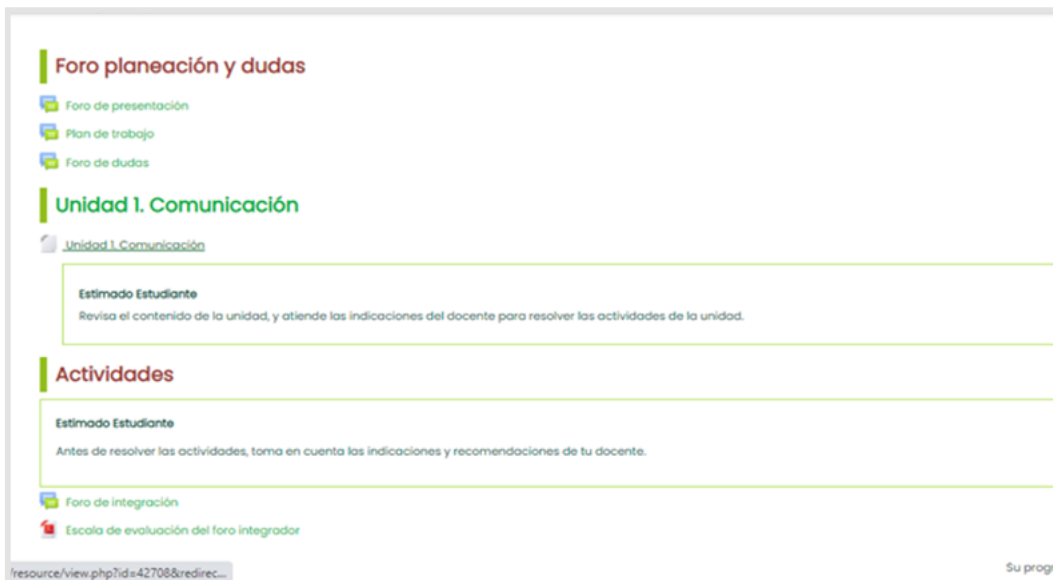 Foro planeación y dudas
Foro de presentación
Plan de trabajo
Foro de dudas
Unidad 1. Comunicación
Unidad 1. Comunicación
Estimado Estudiante
Revisa el contenido de la unidad, y atiende las indicaciones del docente para resolver las actividades de la unidad.
Actividades
Estimado Estudiante
Antes de resolver las actividades, toma en cuenta las indicaciones y recomendaciones de tu docente.
Foro de integración
Escala de evaluación del foro integrador
/resource/view.php?id=42708&redirec...
Su prog